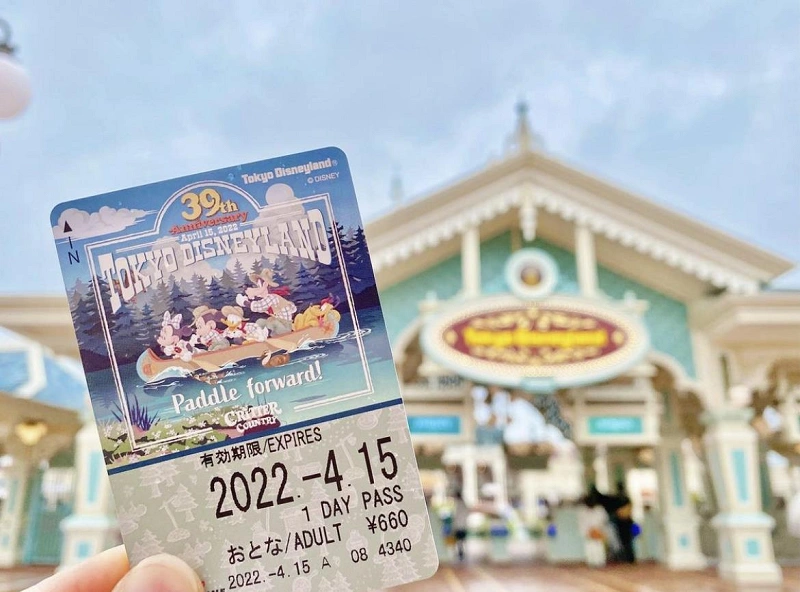 Tokyo Disneyland®
© DISNEY
39th
Anniversary
April 15, 2022
TOKYO DISNEYLAND
IN
Paddle forward!
CRITTER
COUNTRY
有効期限/EXPIRES
2022.-4.15
1 DAY PASS
おとな/ADULT ¥660
2022.-4.15 A 08 4340
Tokyo Disneyland